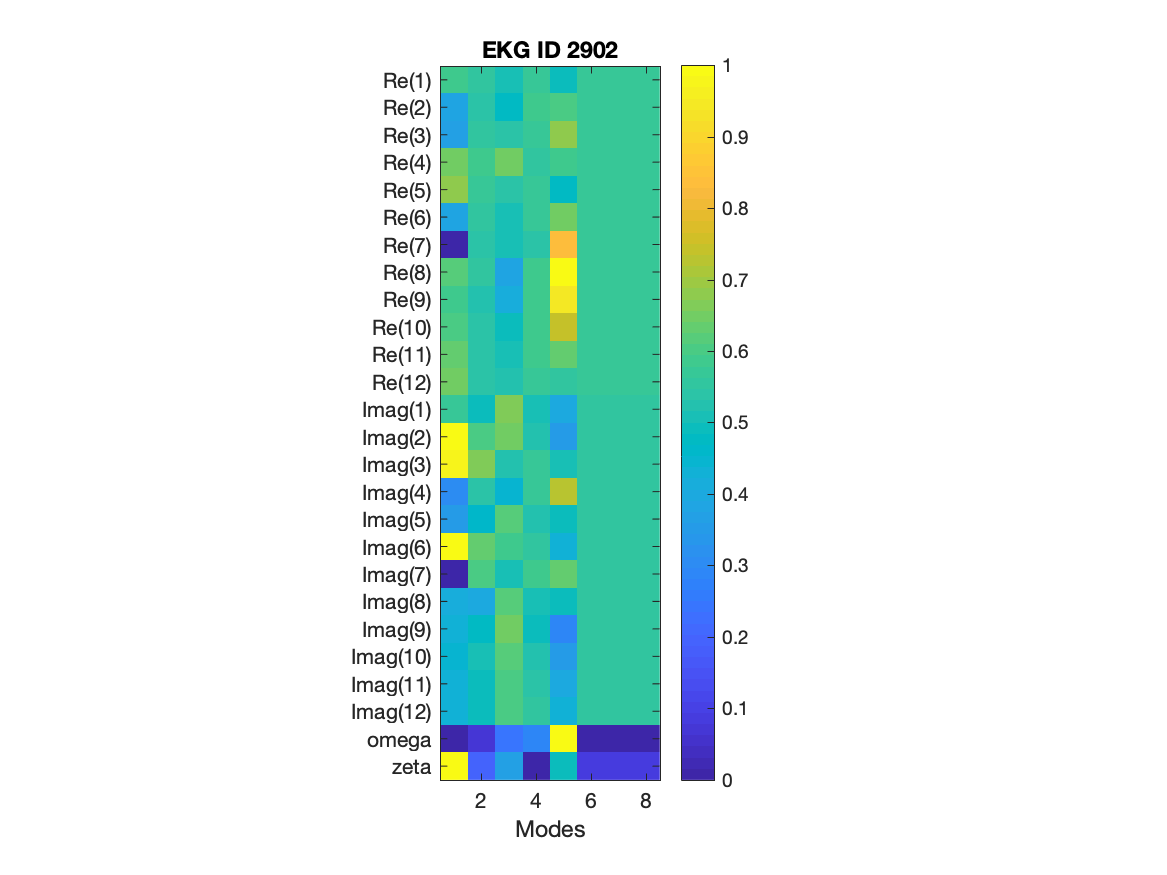 EKG ID 2902
Re(1)
Re(2)
Re(3)
Re(4)
Re(5)
Re(6)
Re(7)
Re(8)
Re(9)
Re(10)
Re(11)
Re(12)
Imag(1)
Imag(2)
Imag(3)
Imag(4)
Imag(5)
Imag(6)
Imag(7)
Imag(8)
Imag(9)
Imag(10)
Imag(11)
Imag(12)
omega
zeta
2 4 6 8
Modes
1
0.9
0.8
0.7
0.6
0.5
0.4
0.3
0.2
0.1
0